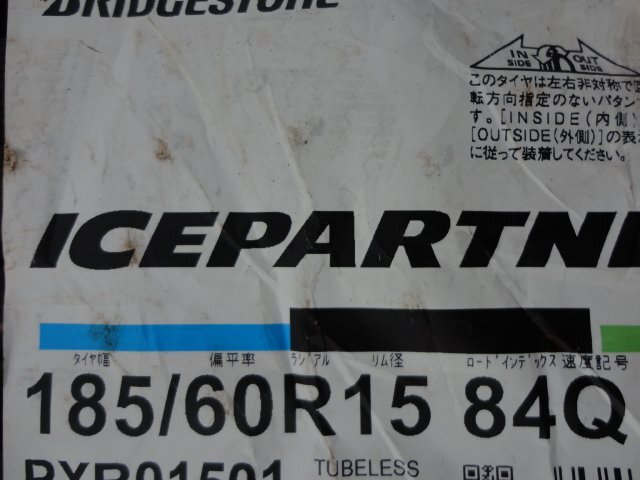 BRIDGESTONE
IN OUT
SIDE SIDE
このタイヤは左右非対称で回
転方向指定のないパタン
す。[INSIDE(内側)
[OUTSIDE(外側)]の表
に従って装着してください。
ICEPARTNE
タイヤ幅 偏平率 ラジアル リム径 ロードインデックス 速度記号
185/60R15 84Q
PXR01501 TUBELESS